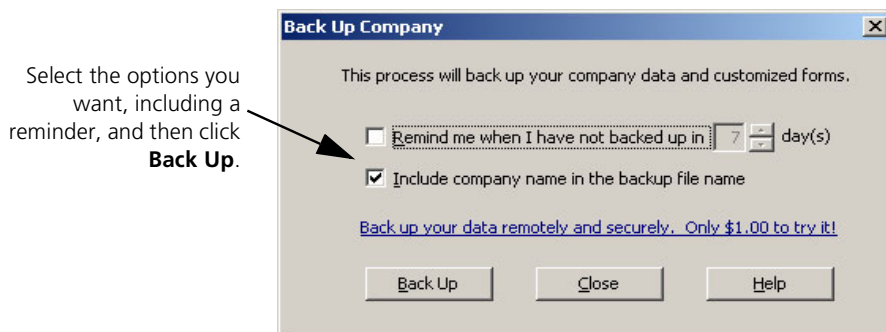 Select the options you
want, including a
reminder, and then click
Back Up.
Back Up Company
This process will back up your company data and customized forms.
Remind me when I have not backed up in 7 day(s)
Include company name in the backup file name
Back up your data remotely and securely. Only $1.00 to try it!
Back Up Close Help